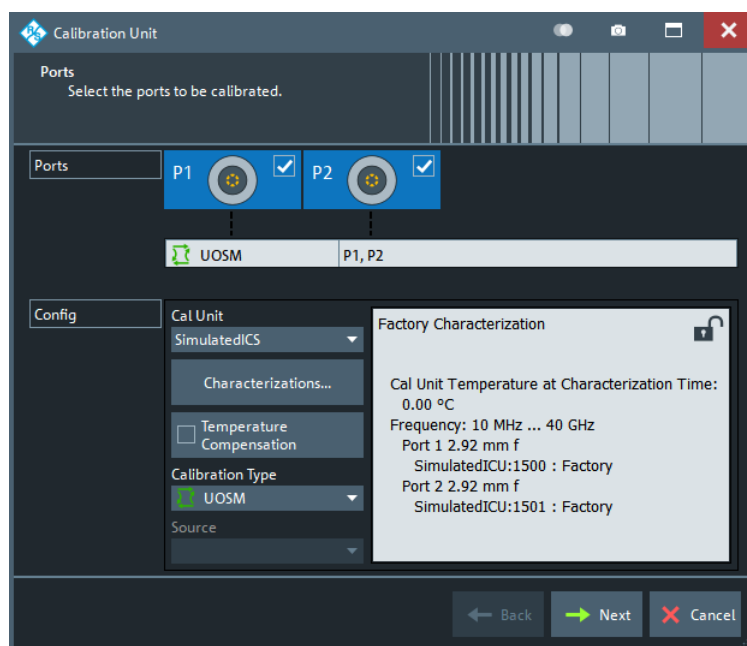 Calibration Unit
Ports
Select the ports to be calibrated.
Ports
P1
P2
UOSM
P1, P2
Config
Cal Unit
SimulatedICS
Characterizations...
Temperature
Compensation
Calibration Type
UOSM
Source
Factory Characterization
Cal Unit Temperature at Characterization Time:
0.00 °C
Frequency: 10 MHz ... 40 GHz
Port 1 2.92 mm f
SimulatedICU:1500 : Factory
Port 2 2.92 mm f
SimulatedICU:1501 : Factory
Back
Next
Cancel